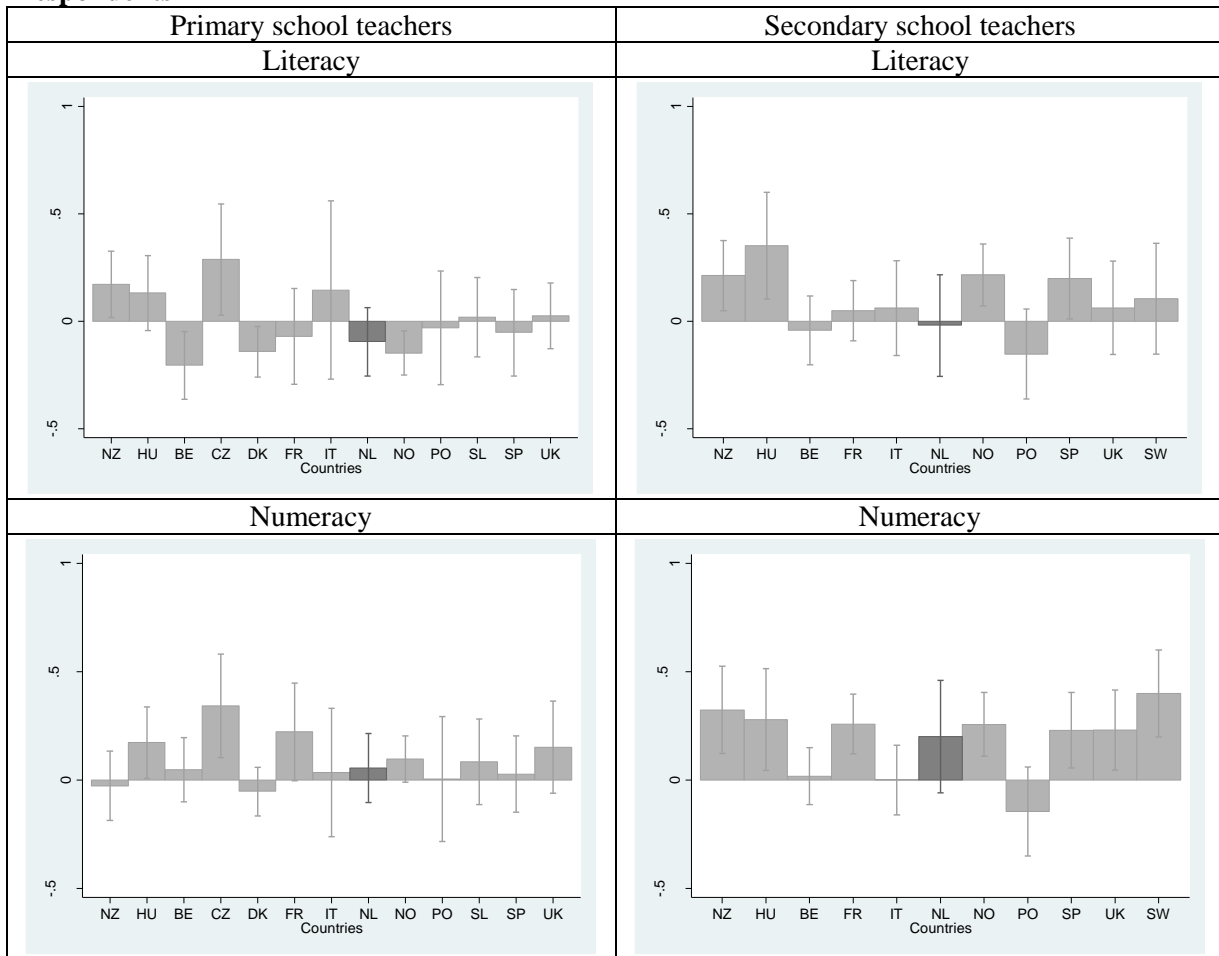 Primary school teachers
Secondary school teachers
Literacy
Literacy
1
.5
0
-.5
NZ HU BE CZ DK FR IT NL NO PO SL SP UK
Countries
1
.5
0
-.5
NZ HU BE FR IT NL NO PO SP UK SW
Countries
Numeracy
Numeracy
1
.5
0
-.5
NZ HU BE CZ DK FR IT NL NO PO SL SP UK
Countries
1
.5
0
-.5
NZ HU BE FR IT NL NO PO SP UK SW
Countries